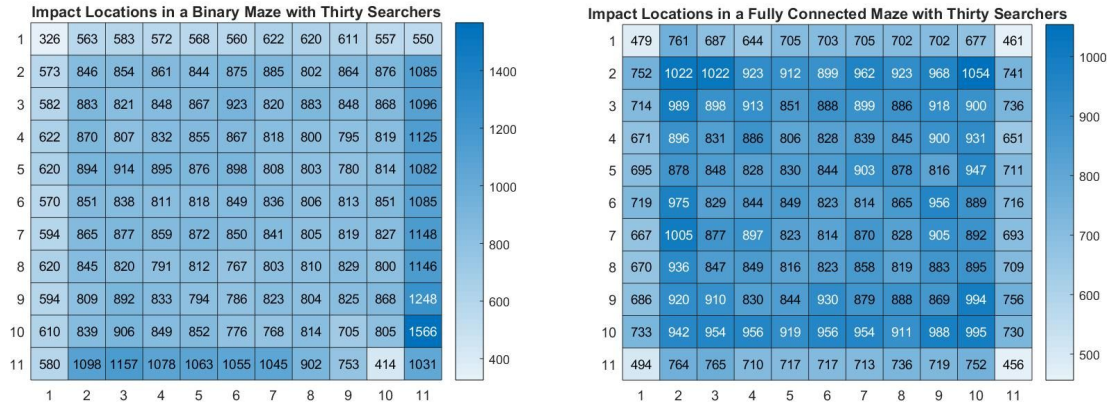 Impact Locations in a Binary Maze with Thirty Searchers
1 326 563 583 572 568 560 622 620 611 557 550
2 573 846 854 861 844 875 885 802 864 876 1085
3 582 883 821 848 867 923 820 883 848 868 1096
4 622 870 807 832 855 867 818 800 795 819 1125
5 620 894 914 895 876 898 808 803 780 814 1082
6 570 851 838 811 818 849 836 806 813 851 1085
7 594 865 877 859 872 850 841 805 819 827 1148
8 620 845 820 791 812 767 803 810 829 800 1146
9 594 809 892 833 794 786 823 804 825 868 1248
10 610 839 906 849 852 776 768 814 705 805 1566
11 580 1098 1157 1078 1063 1055 1045 902 753 414 1031
1 2 3 4 5 6 7 8 9 10 11
1400
1200
1000
800
600
400
Impact Locations in a Fully Connected Maze with Thirty Searchers
1 479 761 687 644 705 703 705 702 702 677 461
2 752 1022 1022 923 912 899 962 923 968 1054 741
3 714 989 898 913 851 888 899 886 918 900 736
4 671 896 831 886 806 828 839 845 900 931 651
5 695 878 848 828 830 844 903 878 816 947 711
6 719 975 829 844 849 823 814 865 956 889 716
7 667 1005 877 897 823 814 870 828 905 892 693
8 670 936 847 849 816 823 858 819 883 895 709
9 686 920 910 830 844 930 879 888 869 994 756
10 733 942 954 956 919 956 954 911 988 995 730
11 494 764 765 710 717 717 713 736 719 752 456
1 2 3 4 5 6 7 8 9 10 11
1000
900
800
700
600
500